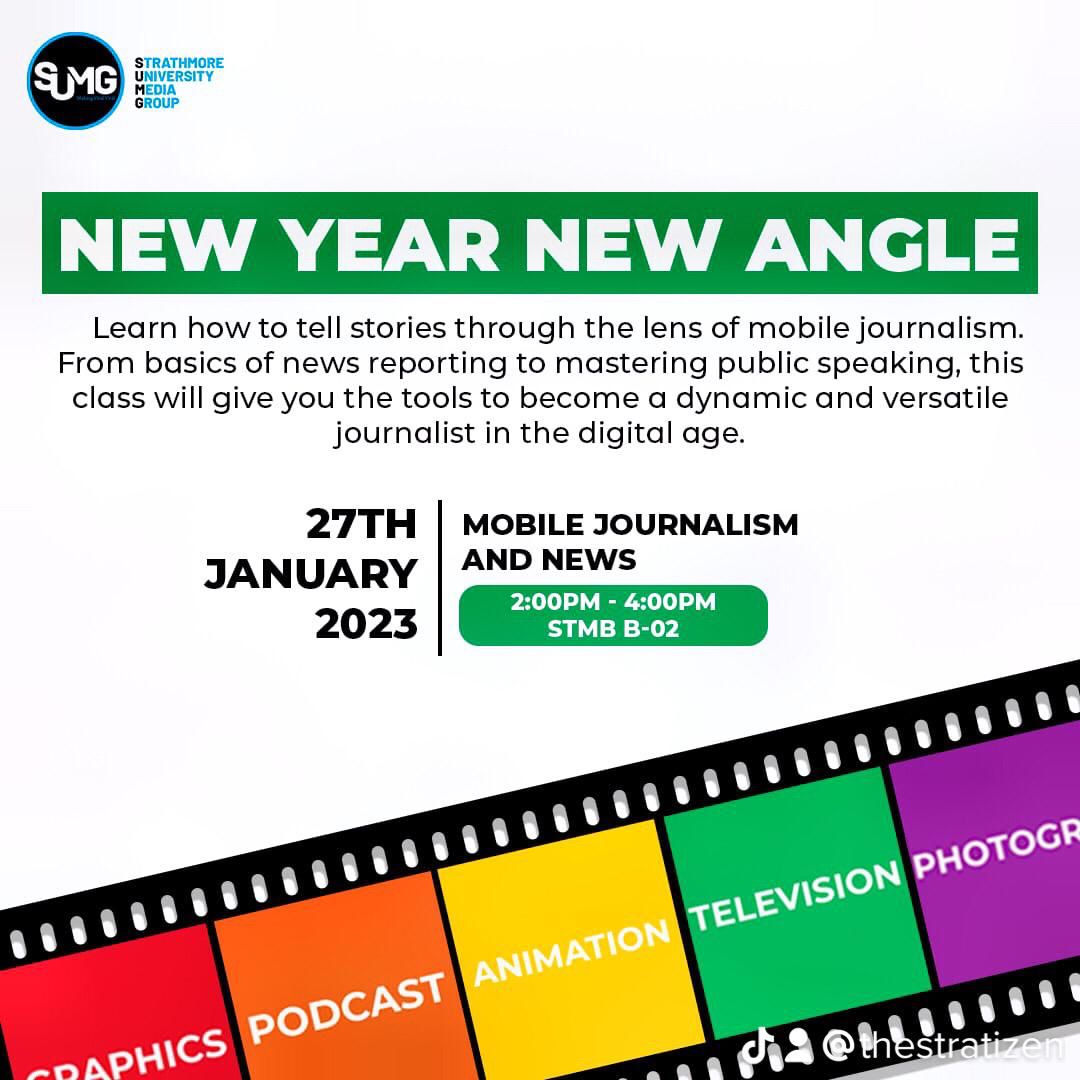 SUMG
STRATHMORE
UNIVERSITY
MEDIA
GROUP
NEW YEAR NEW ANGLE
Learn how to tell stories through the lens of mobile journalism.
From basics of news reporting to mastering public speaking, this
class will give you the tools to become a dynamic and versatile
journalist in the digital age.
27TH
JANUARY
2023
MOBILE JOURNALISM
AND NEWS
2:00PM - 4:00PM
STMB B-02
GRAPHICS
PODCAST
ANIMATION
TELEVISION
PHOTOGR
@thestratizen